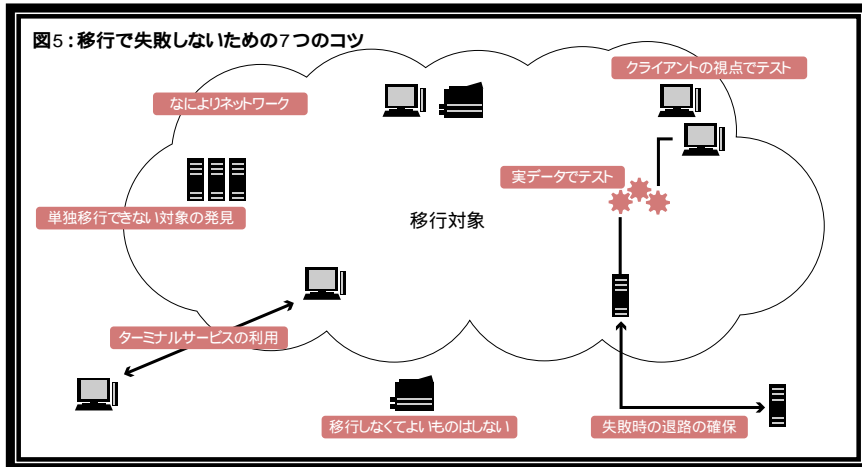 図5:移行で失敗しないための7つのコツ
クライアントの視点でテスト
なによりネットワーク
実データでテスト
単独移行できない対象の発見
移行対象
ターミナルサービスの利用
移行しなくてよいものはしない
失敗時の退路の確保